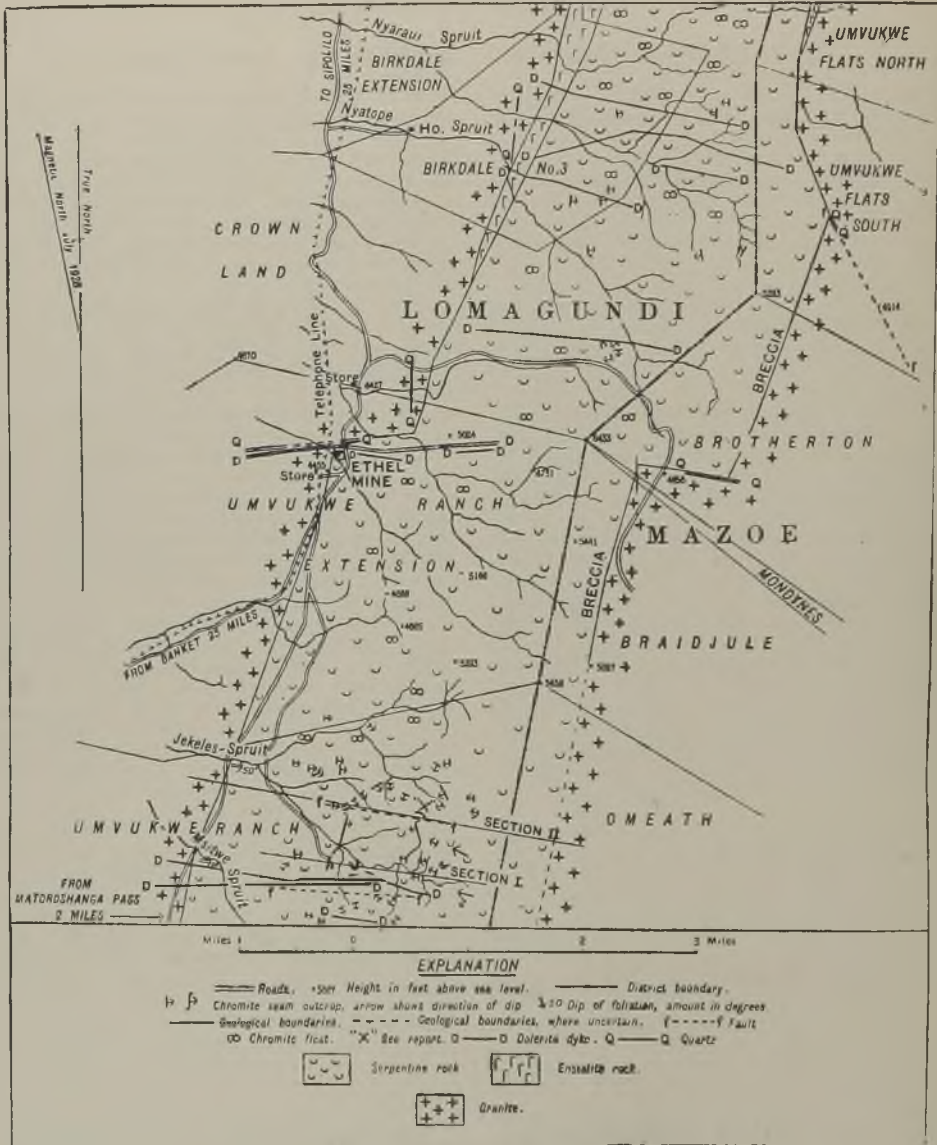 Nyaraui Spruit
UMVUKWE
FLATS NORTH
TO SIPOLILO
25 MILES
BIRKDALE
EXTENSION
Nyatope
Ho. Spruit
BIRKDALE No.3
UMVUKWE
FLATS
SOUTH
True North
Magnetic North July 1928
CROWN
LAND
LOMAGUNDI
Telephone Line
Store
BRECCIA
BROTHERTON
ETHEL
MINE
Store
UMVUKWE RANCH
EXTENSION
MAZOE
BRECCIA
MONDYNES
BRAIDJULE
FROM BANKET 25 MILES
Jekeles-Spruit
OMEATH
SECTION II
UMVUKWE RANCH
Msitwe Spruit
SECTION I
FROM
MATOROSHANGA PASS
2 MILES
Miles 1 0 2 3 Miles
EXPLANATION
Roads. Height in feet above sea level. District boundary.
Chromite seam outcrop, arrow shows direction of dip 50 Dip of foliation, amount in degrees
Geological boundaries. Geological boundaries, where uncertain. f f Fault
Chromite float. "X" See report. D D Dolerite dyke. Q Q Quartz
Serpentine rock Enstatite rock.
Granite.